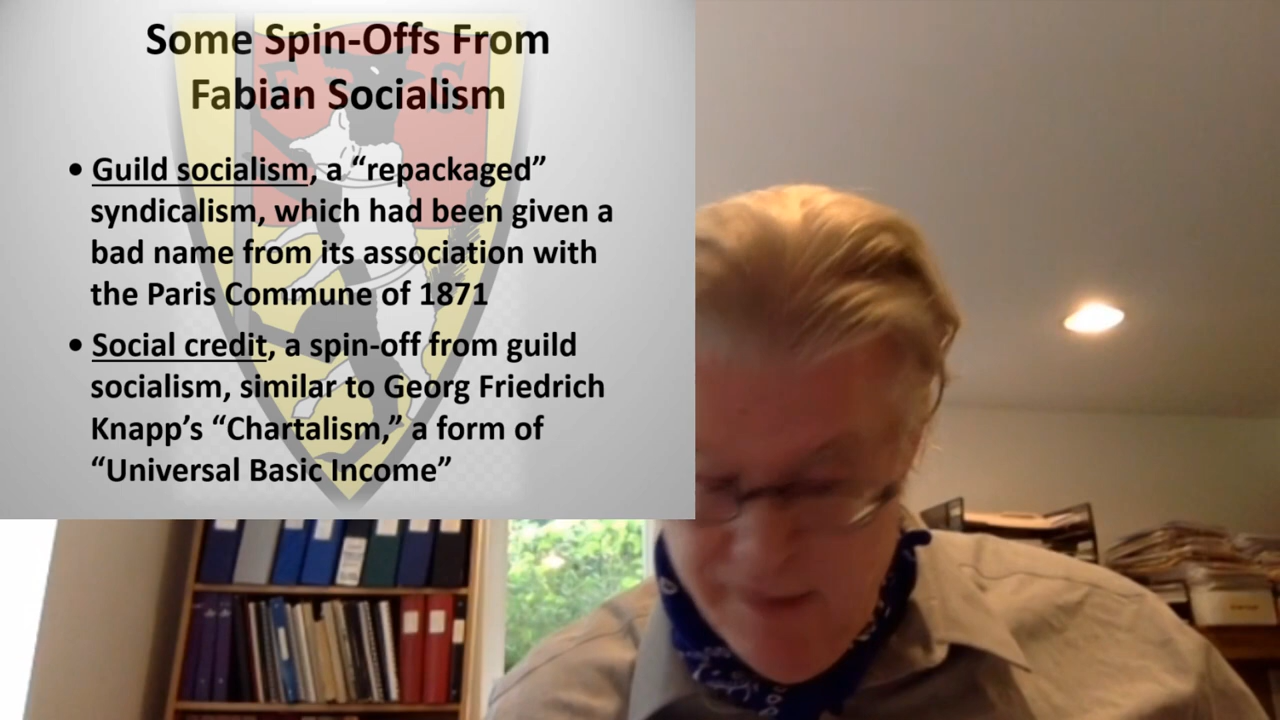 Some Spin-Offs From
Fabian Socialism
• Guild socialism, a “repackaged”
syndicalism, which had been given a
bad name from its association with
the Paris Commune of 1871
• Social credit, a spin-off from guild
socialism, similar to Georg Friedrich
Knapp’s “Chartalism,” a form of
“Universal Basic Income”